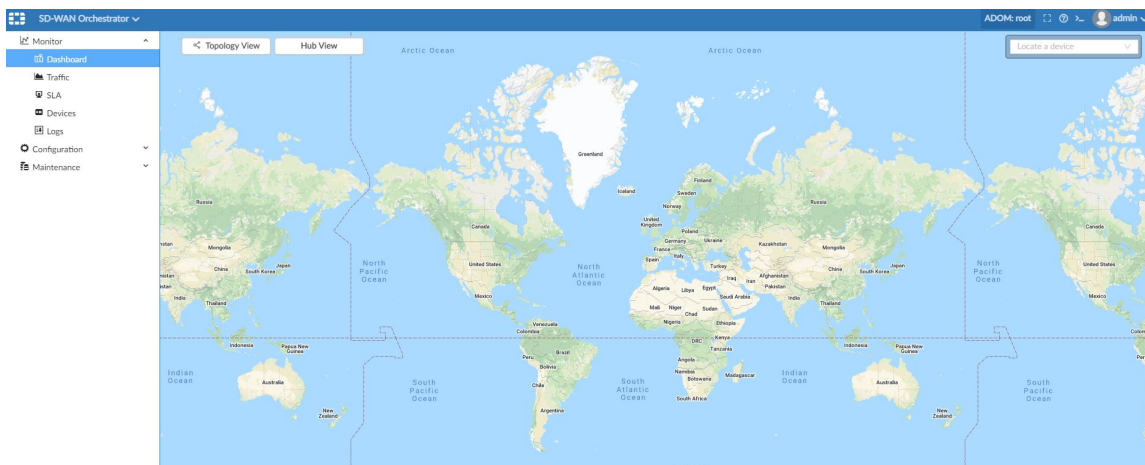 SD-WAN Orchestrator
ADOM: root
admin
Monitor
Dashboard
Traffic
SLA
Devices
Logs
Configuration
Maintenance
Topology View
Hub View
Locate a device
Arctic Ocean
Arctic Ocean
Greenland
Iceland
Finland
Sweden
Norway
Russia
Russia
Russia
United
Kingdom
Canada
Canada
Poland
Germany
Ukraine
France
Italy
Spain
Turkey
Kazakhstan
Mongolia
Mongolia
China
South Korea
Japan
North
Pacific
Ocean
United States
North
Atlantic
Ocean
Iraq
Iran
Afghanistan
Pakistan
China
South Korea
Japan
North
Pacific
Ocean
United States
India
Thailand
Mexico
Algeria
Libya
Egypt
Saudi Arabia
India
Thailand
Mexico
Mali
Niger
Chad
Sudan
Nigeria
Ethiopia
Venezuela
Colombia
Indonesia
Papua New
Guinea
Peru
Brazil
Bolivia
DRC
Kenya
Tanzania
Angola
Indonesia
Papua New
Guinea
Indian
Ocean
Australia
South
Pacific
Ocean
Chile
Argentina
South
Atlantic
Ocean
Namibia
Botswana
Madagascar
South Africa
Indian
Ocean
Australia
South
Pacific
Ocean
New
Zealand
New
Zealand